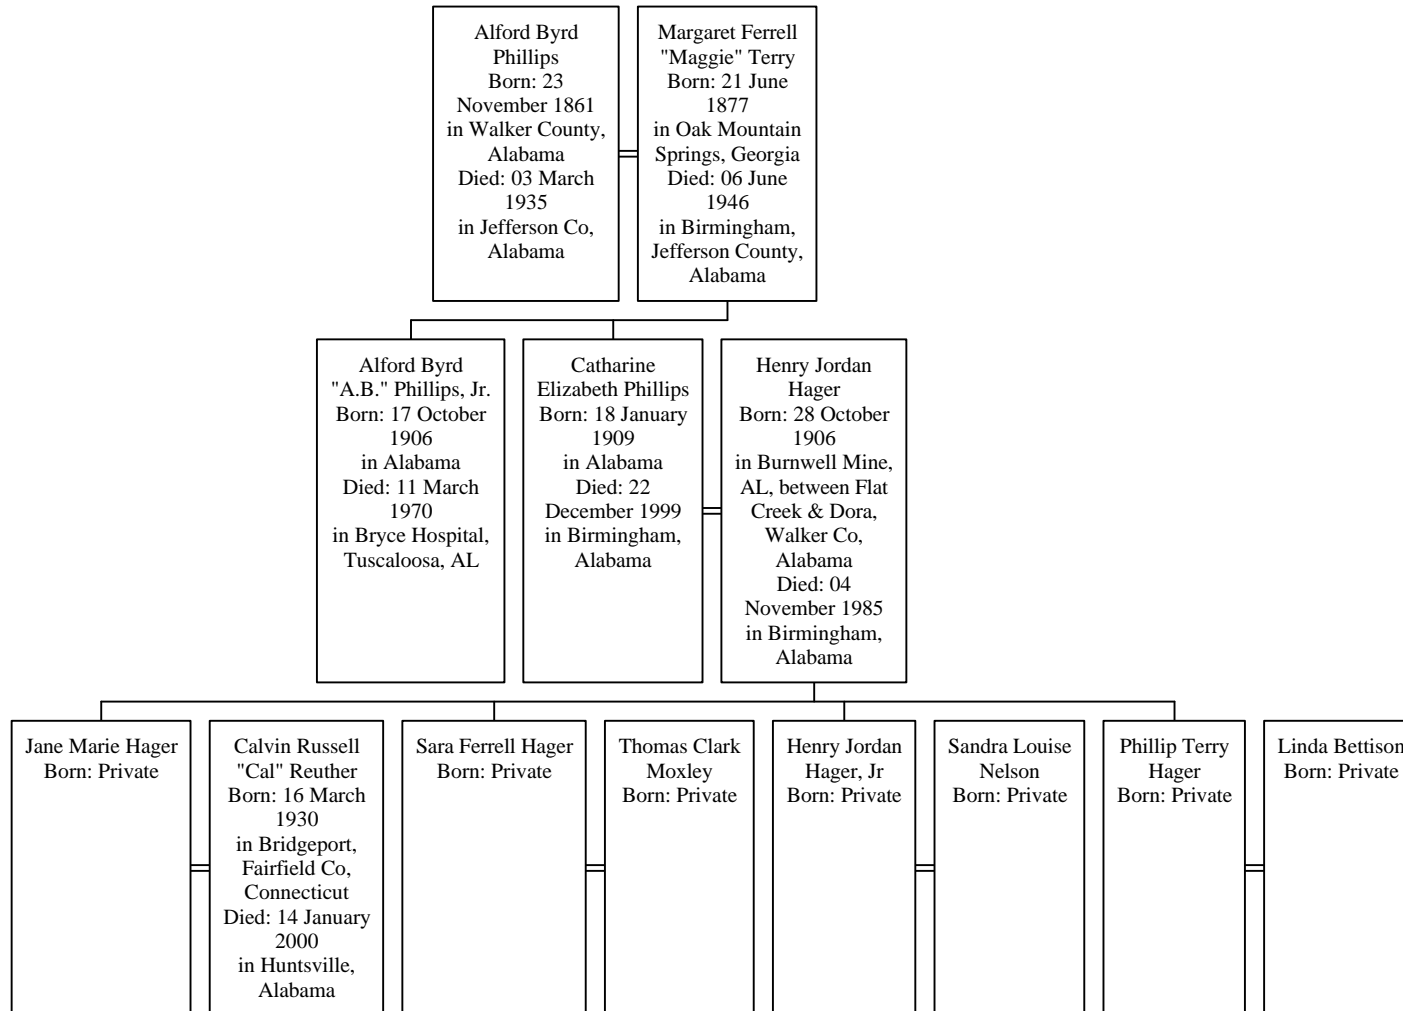 Alford Byrd
Phillips
Born: 23
November 1861
in Walker County,
Alabama
Died: 03 March
1935
in Jefferson Co,
Alabama
Margaret Ferrell
"Maggie" Terry
Born: 21 June
1877
in Oak Mountain
Springs, Georgia
Died: 06 June
1946
in Birmingham,
Jefferson County,
Alabama
Alford Byrd
"A.B." Phillips, Jr.
Born: 17 October
1906
in Alabama
Died: 11 March
1970
in Bryce Hospital,
Tuscaloosa, AL
Catharine
Elizabeth Phillips
Born: 18 January
1909
in Alabama
Died: 22
December 1999
in Birmingham,
Alabama
Henry Jordan
Hager
Born: 28 October
1906
in Burnwell Mine,
AL, between Flat
Creek & Dora,
Walker Co,
Alabama
Died: 04
November 1985
in Birmingham,
Alabama
Jane Marie Hager
Born: Private
Calvin Russell
"Cal" Reuther
Born: 16 March
1930
in Bridgeport,
Fairfield Co,
Connecticut
Died: 14 January
2000
in Huntsville,
Alabama
Sara Ferrell Hager
Born: Private
Thomas Clark
Moxley
Born: Private
Henry Jordan
Hager, Jr
Born: Private
Sandra Louise
Nelson
Born: Private
Phillip Terry
Hager
Born: Private
Linda Bettison
Born: Private